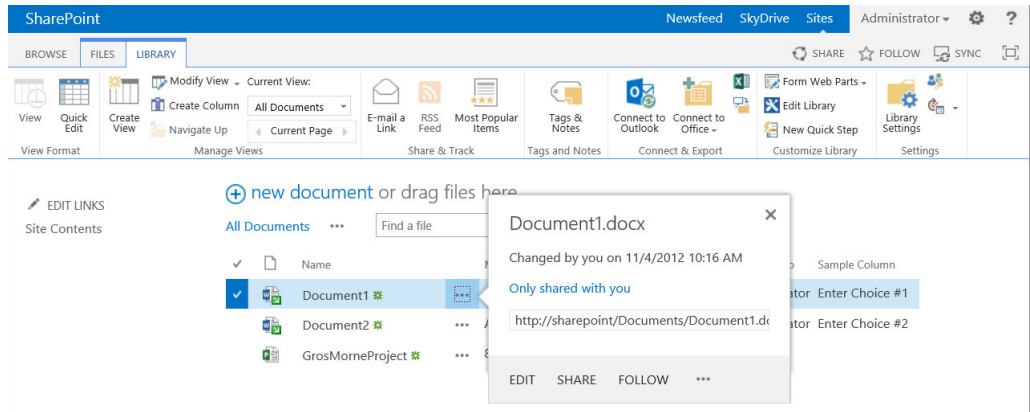 SharePoint Newsfeed SkyDrive Sites Administrator ?
BROWSE FILES LIBRARY SHARE FOLLOW SYNC
View
Quick Edit
Create View
Modify View
Create Column
Navigate Up
Current View:
All Documents
Current Page
E-mail a Link
RSS Feed
Most Popular Items
Tags & Notes
Connect to Outlook
Connect to Office
Form Web Parts
Edit Library
New Quick Step
Library Settings
View Format Manage Views Share & Track Tags and Notes Connect & Export Customize Library Settings
EDIT LINKS
Site Contents
new document or drag files here
All Documents ... Find a file
Name Sample Column
Document1 ... Enter Choice #1
Document2 ... Enter Choice #2
GrosMorneProject ...
Document1.docx
Changed by you on 11/4/2012 10:16 AM
Only shared with you
http://sharepoint/Documents/Document1.do
EDIT SHARE FOLLOW ...